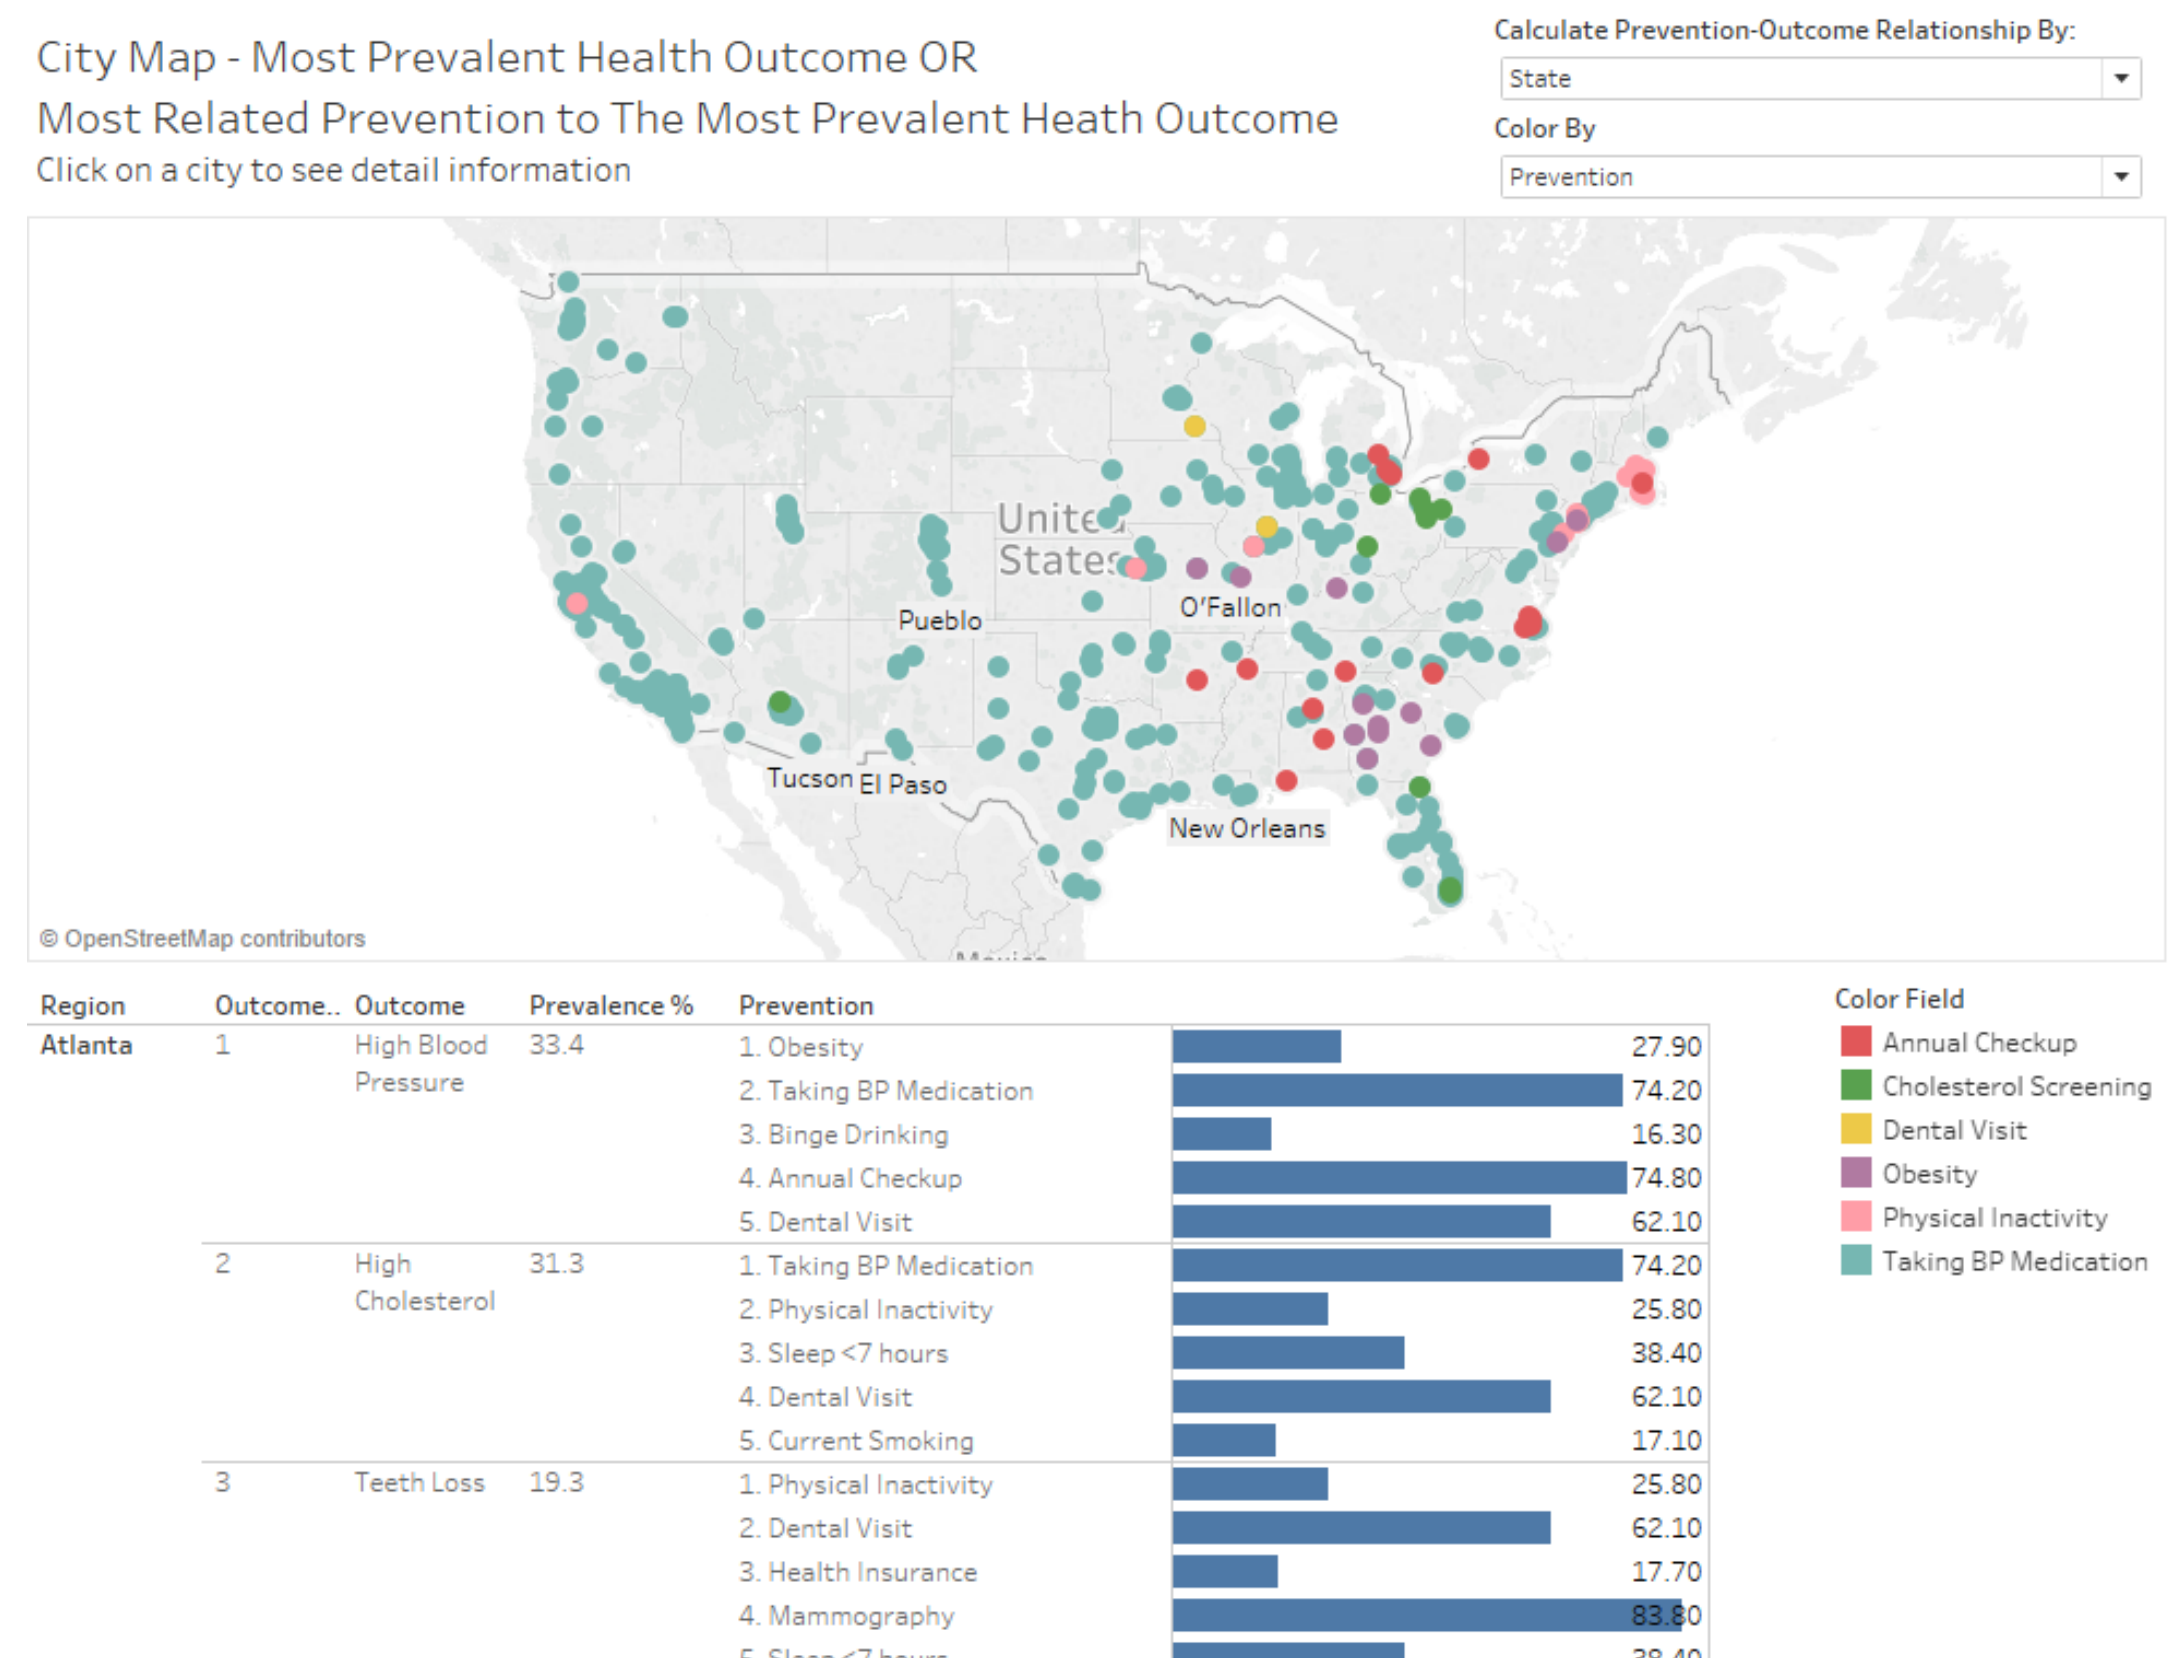 City Map - Most Prevalent Health Outcome OR
Most Related Prevention to The Most Prevalent Heath Outcome
Click on a city to see detail information
Calculate Prevention-Outcome Relationship By:
State
Color By
Prevention
United
States
Pueblo
O'Fallon
Tucson
El Paso
New Orleans
© OpenStreetMap contributors
Mexico
Region Outcome.. Outcome Prevalence % Prevention
Atlanta 1 High Blood Pressure 33.4
1. Obesity 27.90
2. Taking BP Medication 74.20
3. Binge Drinking 16.30
4. Annual Checkup 74.80
5. Dental Visit 62.10
2 High Cholesterol 31.3
1. Taking BP Medication 74.20
2. Physical Inactivity 25.80
3. Sleep <7 hours 38.40
4. Dental Visit 62.10
5. Current Smoking 17.10
3 Teeth Loss 19.3
1. Physical Inactivity 25.80
2. Dental Visit 62.10
3. Health Insurance 17.70
4. Mammography 83.80
5. Sleep <7 hours 38.40
Color Field
Annual Checkup
Cholesterol Screening
Dental Visit
Obesity
Physical Inactivity
Taking BP Medication